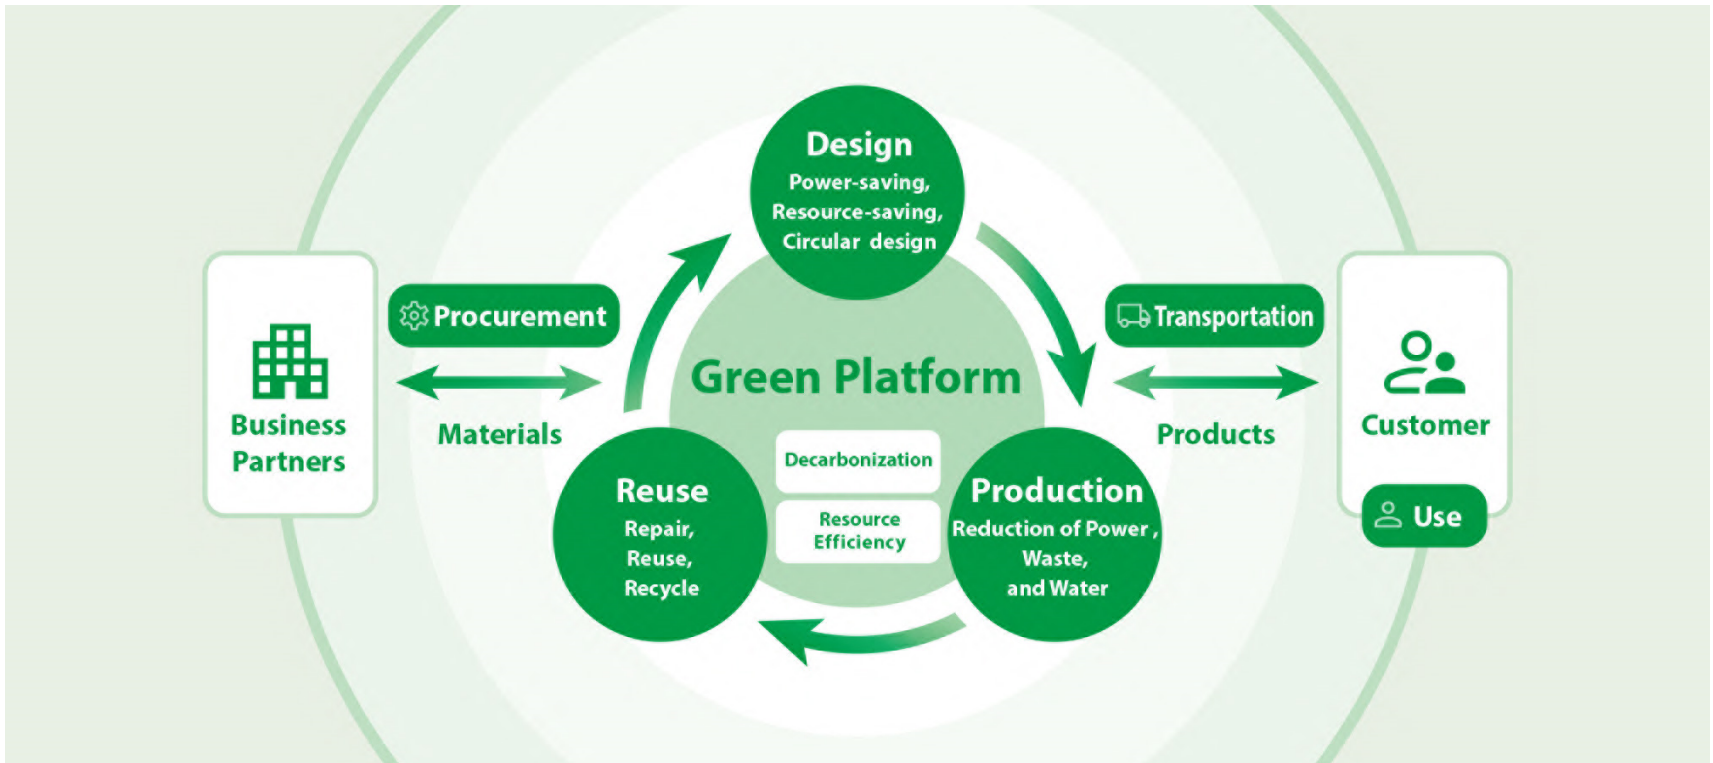 Design
Power-saving,
Resource-saving,
Circular design
Procurement
Materials
Business
Partners
Green Platform
Decarbonization
Resource
Efficiency
Reuse
Repair,
Reuse,
Recycle
Production
Reduction of Power ,
Waste,
and Water
Transportation
Products
Customer
Use